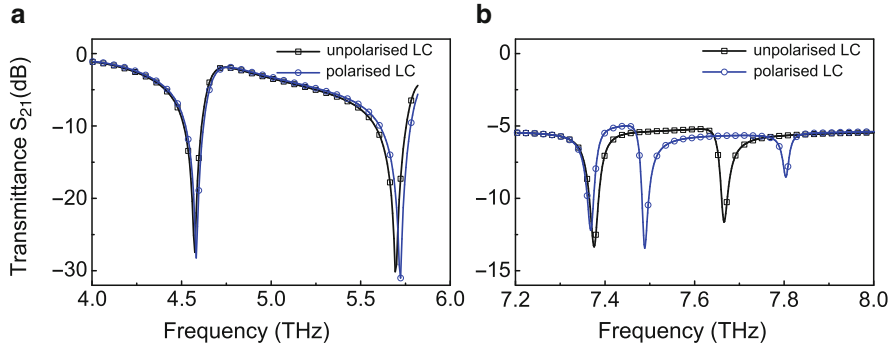 a
Transmittance S21(dB)
0
−10
−20
−30
unpolarised LC
polarised LC
4.0 4.5 5.0 5.5 6.0
Frequency (THz)
b
0
−5
−10
−15
unpolarised LC
polarised LC
7.2 7.4 7.6 7.8 8.0
Frequency (THz)